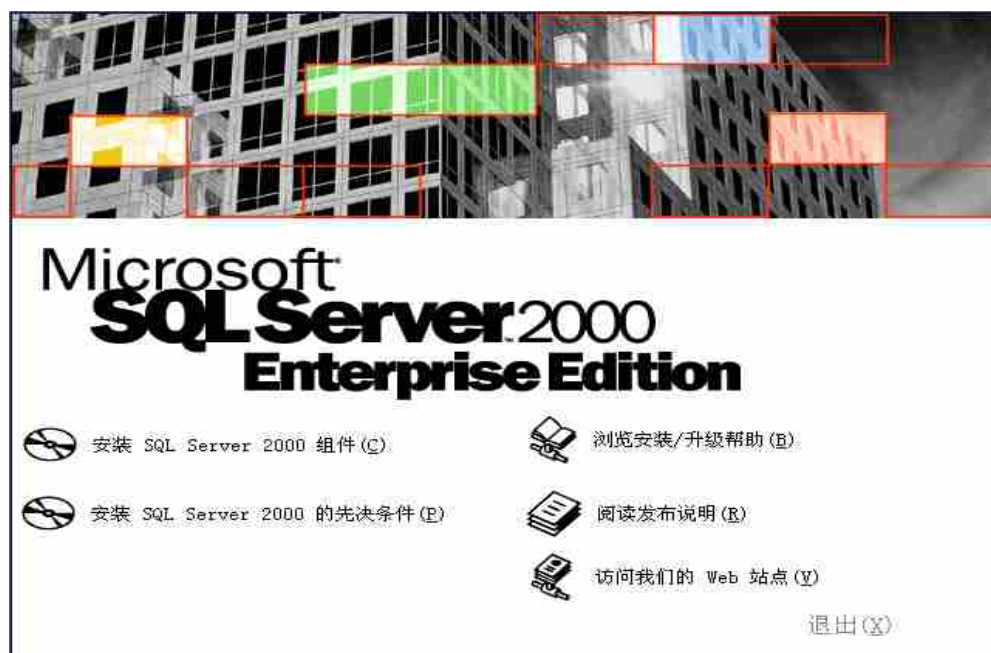 Microsoft
SQL Server 2000
Enterprise Edition
安装 SQL Server 2000 组件(C)
浏览安装/升级帮助(B)
安装 SQL Server 2000 的先决条件(P)
阅读发布说明(R)
访问我们的 Web 站点(V)
退出(X)